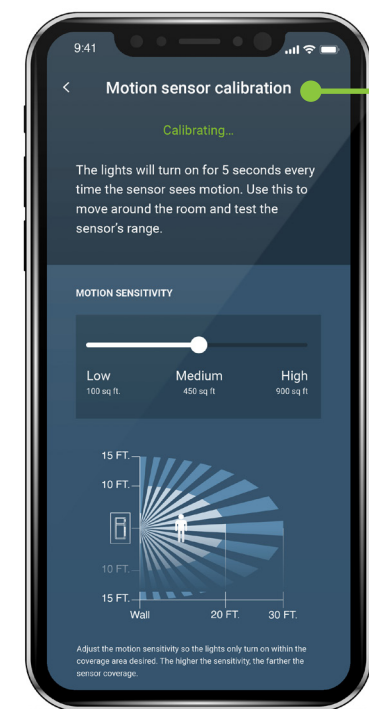 9:41
Motion sensor calibration
Calibrating...
The lights will turn on for 5 seconds every
time the sensor sees motion. Use this to
move around the room and test the
sensor's range.
MOTION SENSITIVITY
Low Medium High
100 sq ft. 450 sq ft 900 sq ft
15 FT.
10 FT.
10 FT.
15 FT.
Wall 20 FT. 30 FT.
Adjust the motion sensitivity so the lights only turn on within the
coverage area desired. The higher the sensitivity, the farther the
sensor coverage.